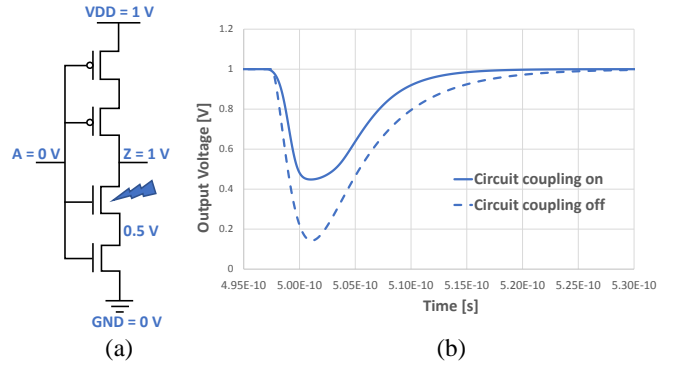 VDD = 1 V
A = 0 V
Z = 1 V
0.5 V
GND = 0 V
(a)
Output Voltage [V]
1.2
1
0.8
0.6
0.4
0.2
0
Circuit coupling on
Circuit coupling off
4.95E-10 5.00E-10 5.05E-10 5.10E-10 5.15E-10 5.20E-10 5.25E-10 5.30E-10
Time [s]
(b)